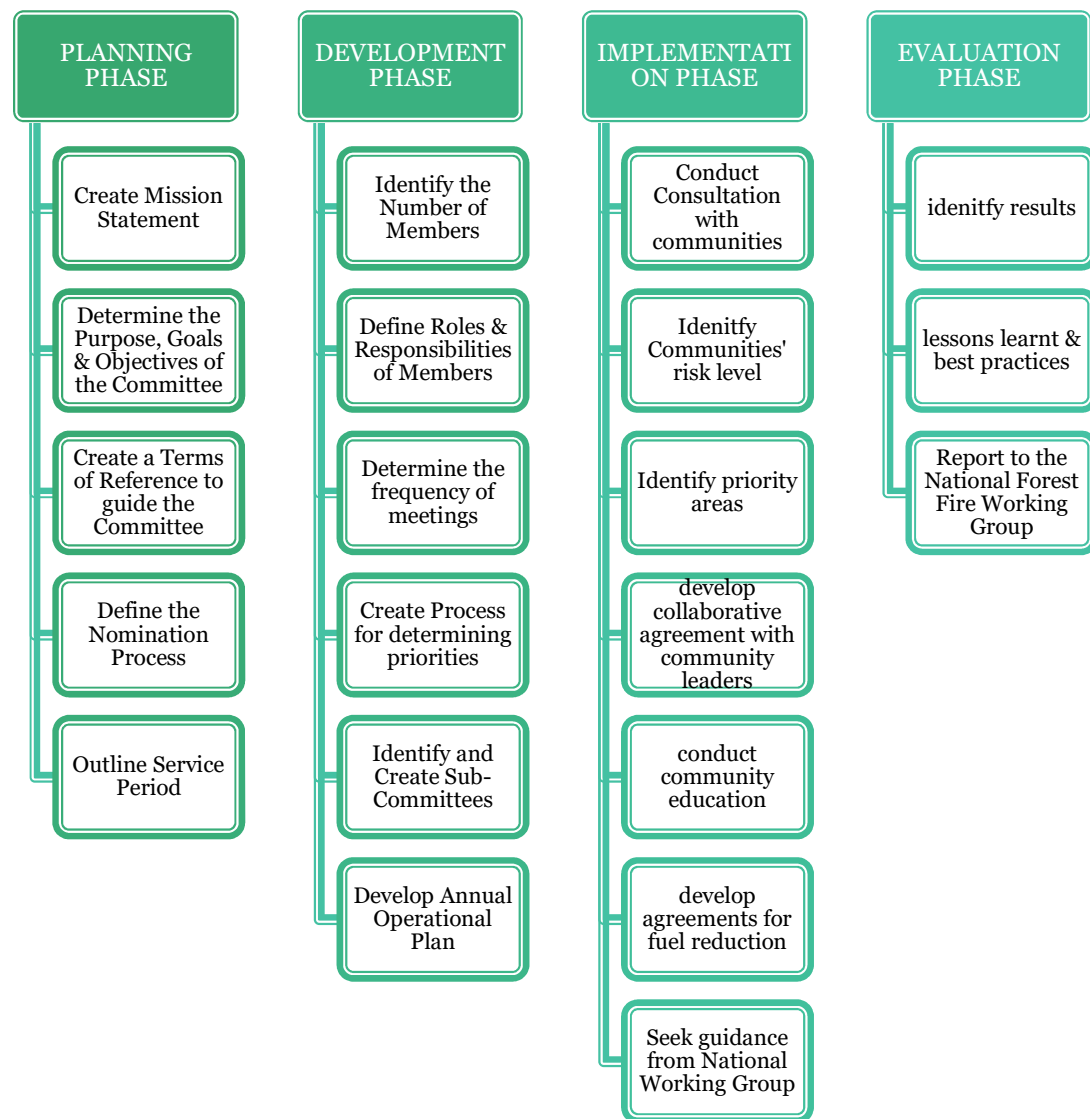 PLANNING
PHASE
Create Mission
Statement
Determine the
Purpose, Goals
& Objectives of
the Committee
Create a Terms
of Reference to
guide the
Committee
Define the
Nomination
Process
Outline Service
Period
DEVELOPMENT
PHASE
Identify the
Number of
Members
Define Roles &
Responsibilities
of Members
Determine the
frequency of
meetings
Create Process
for determining
priorities
Identify and
Create Sub-
Committees
Develop Annual
Operational
Plan
IMPLEMENTATI
ON PHASE
Conduct
Consultation
with
communities
Idenitfy
Communities'
risk level
Identify priority
areas
develop
collaborative
agreement with
community
leaders
conduct
community
education
develop
agreements for
fuel reduction
Seek guidance
from National
Working Group
EVALUATION
PHASE
idenitfy results
lessons learnt &
best practices
Report to the
National Forest
Fire Working
Group